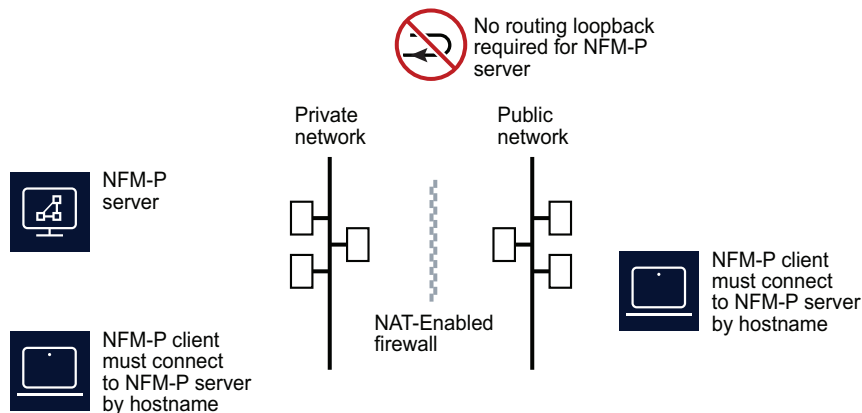 No routing loopback
required for NFM-P
server
Private
network
Public
network
NFM-P
server
NFM-P client
must connect
to NFM-P server
by hostname
NAT-Enabled
firewall
NFM-P client
must connect
to NFM-P server
by hostname